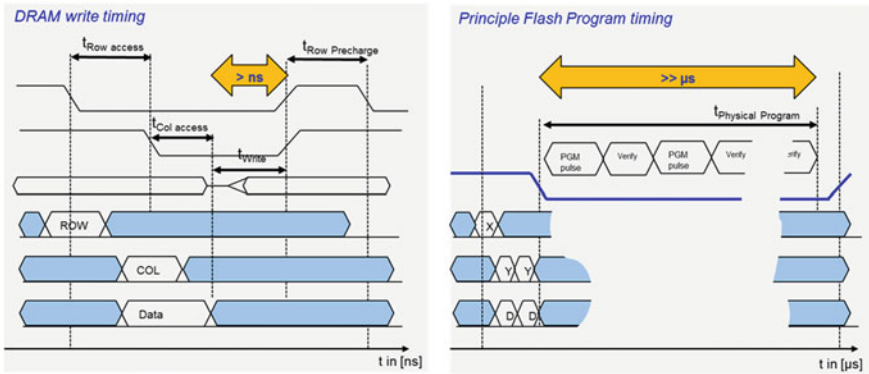 DRAM write timing
tRow access
tRow Precharge
> ns
tCol access
tWrite
ROW
COL
Data
t in [ns]
Principle Flash Program timing
>> µs
tPhysical Program
PGM pulse
Verify
PGM pulse
Verify
erify
X
Y Y
D D
t in [µs]